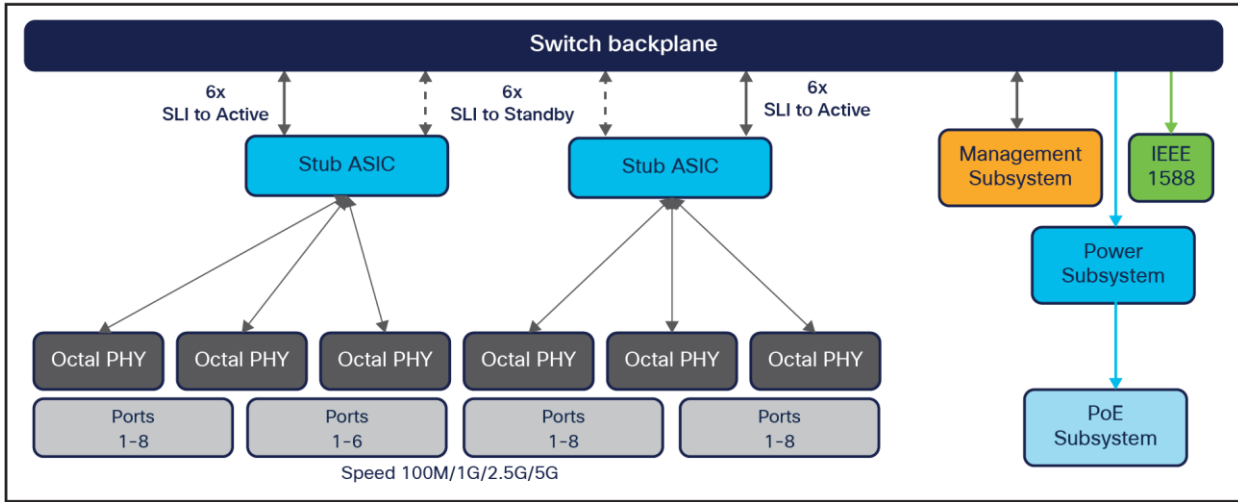 Switch backplane
6x
SLI to Active
6x
SLI to Standby
6x
SLI to Active
Stub ASIC
Stub ASIC
Management
Subsystem
IEEE
1588
Power
Subsystem
Octal PHY
Octal PHY
Octal PHY
Octal PHY
Octal PHY
Octal PHY
Ports
1-8
Ports
1-6
Ports
1-8
Ports
1-8
PoE
Subsystem
Speed 100M/1G/2.5G/5G